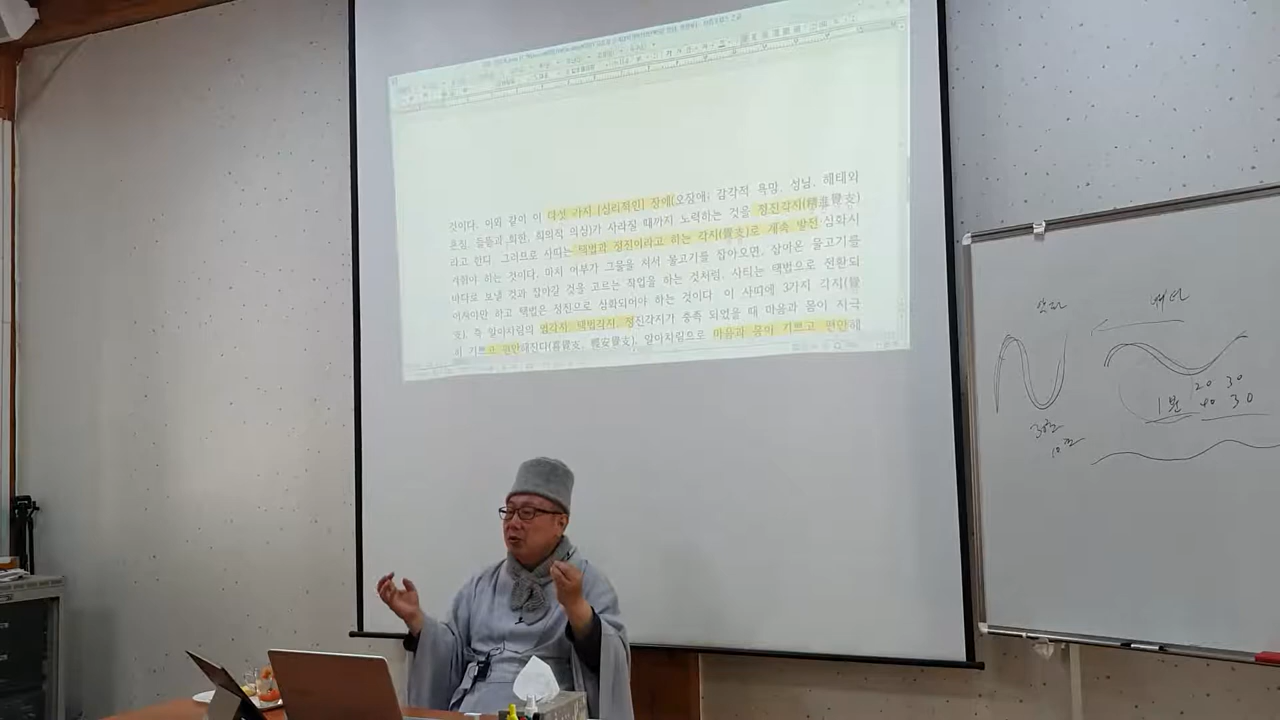 것이다. 이와 같이 이 다섯 가지 [심리적인] 장애(오장애; 감각적 욕망, 성냄, 해태와
혼침, 들뜸과 회한, 회의적 의심)가 사라질 때까지 노력하는 것을 정진각지(精進覺支)
라고 한다. 그러므로 사띠는 택법과 정진이라고 하는 각지(覺支)로 계속 발전 심화시
켜줘야 하는 것이다. 마치 어부가 그물을 쳐서 물고기를 잡아오면, 잡아온 물고기를
바다로 보낼 것과 잡아갈 것을 고르는 작업을 하는 것처럼, 사띠는 택법으로 전환되
어져야만 하고 택법은 정진으로 심화되어야 하는 것이다. 이 사띠에 3가지 각지(覺
支), 즉 알아차림의 염각지, 택법각지, 정진각지가 충족 되었을 때 마음과 몸이 지극
히 기쁘고 편안해진다(喜覺支, 輕安覺支). 알아차림으로 마음과 몸이 기쁘고 편안해
20 30
1분 40 30